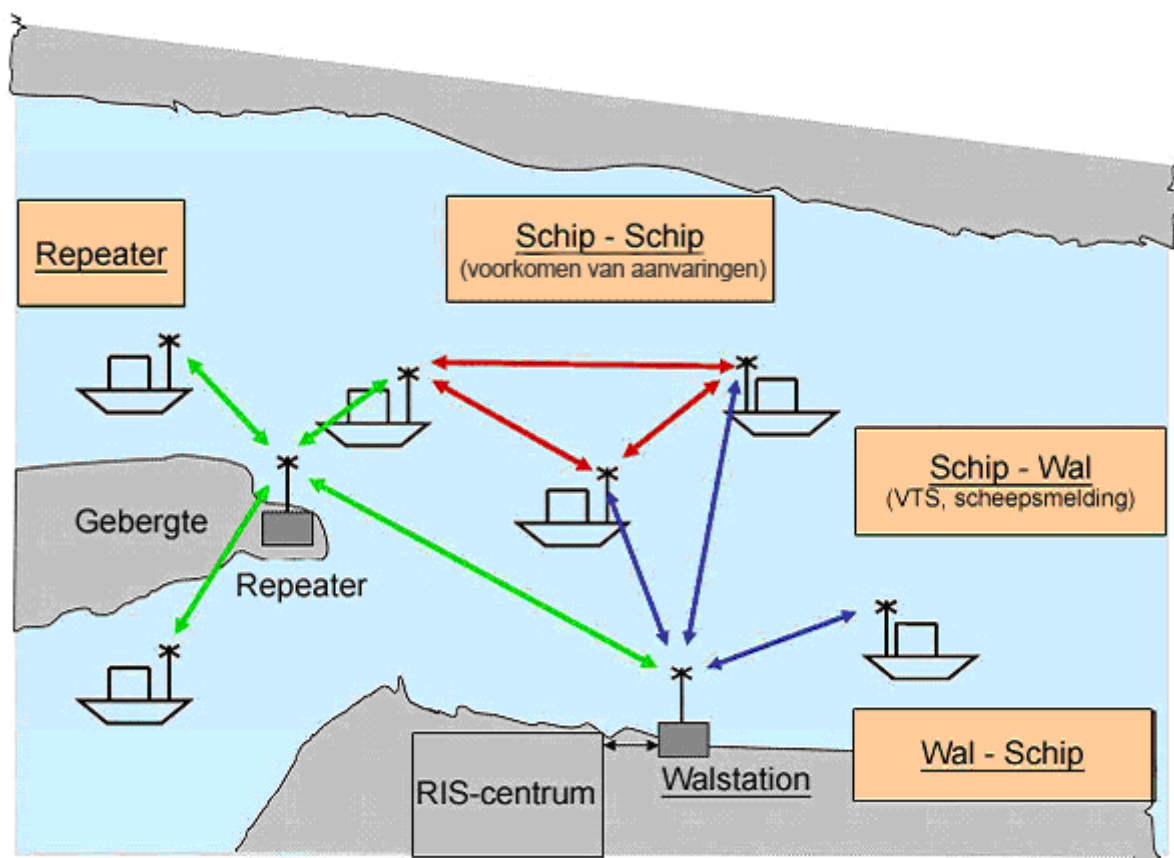 Repeater
Schip - Schip
(voorkomen van aanvaringen)
Schip - Wal
(VTS, scheepsmelding)
Gebergte
Repeater
Wal - Schip
RIS-centrum
Walstation